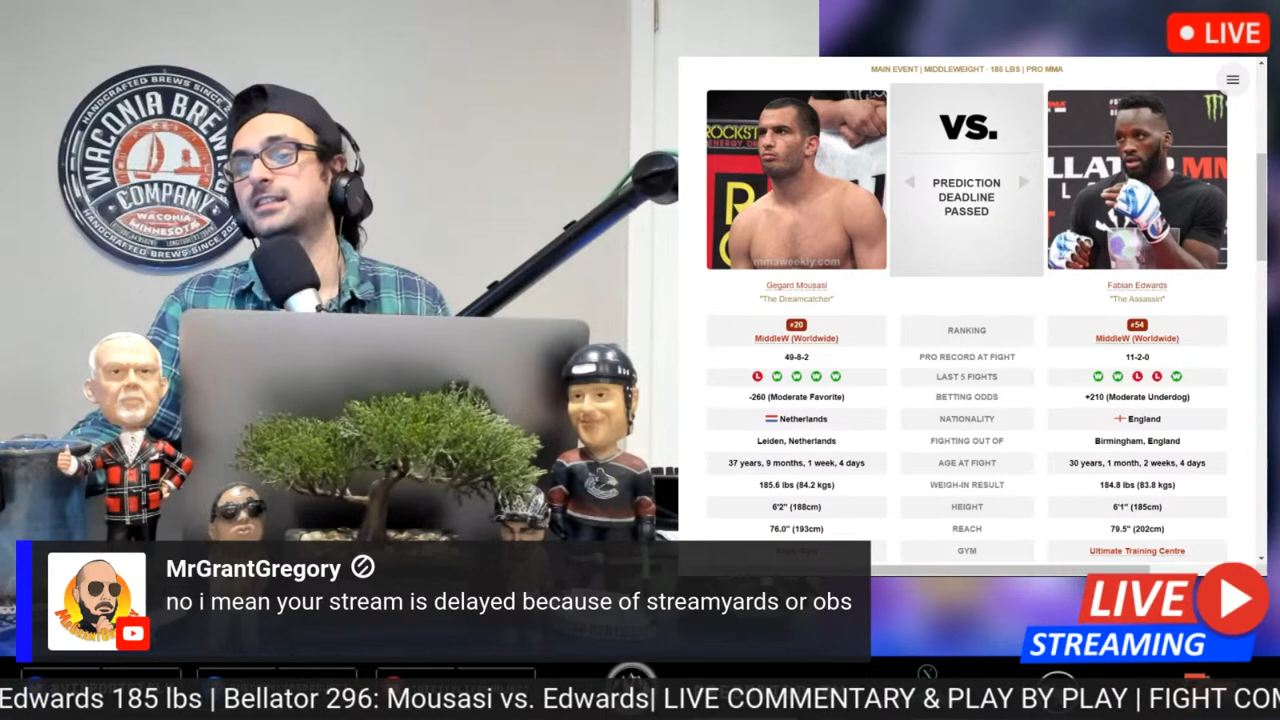 LIVE
MAIN EVENT | MIDDLEWEIGHT · 185 LBS | PRO MMA
HANDCRAFTED BREWS SINCE
WACONIA BREWING
COMPANY
WACONIA
MINNESOTA
ROCKST
ENERGY
mmaweekly.com
VS.
PREDICTION
DEADLINE
PASSED
LLATOR MM
Gegard Mousasi
Fabian Edwards
"The Dreamcatcher"
"The Assassin"
#20 RANKING #54
MiddleW (Worldwide) MiddleW (Worldwide)
49-8-2 PRO RECORD AT FIGHT 11-2-0
L W W W W LAST 5 FIGHTS W W L L W
-260 (Moderate Favorite) BETTING ODDS +210 (Moderate Underdog)
Netherlands NATIONALITY England
Leiden, Netherlands FIGHTING OUT OF Birmingham, England
37 years, 9 months, 1 week, 4 days AGE AT FIGHT 30 years, 1 month, 2 weeks, 4 days
185.6 lbs (84.2 kgs) WEIGH-IN RESULT 184.8 lbs (83.8 kgs)
6'2" (188cm) HEIGHT 6'1" (185cm)
76.0" (193cm) REACH 79.5" (202cm)
GYM Ultimate Training Centre
MrGrantGregory
no i mean your stream is delayed because of streamyards or obs
LIVE
STREAMING
Edwards 185 lbs | Bellator 296: Mousasi vs. Edwards| LIVE COMMENTARY & PLAY BY PLAY | FIGHT COM